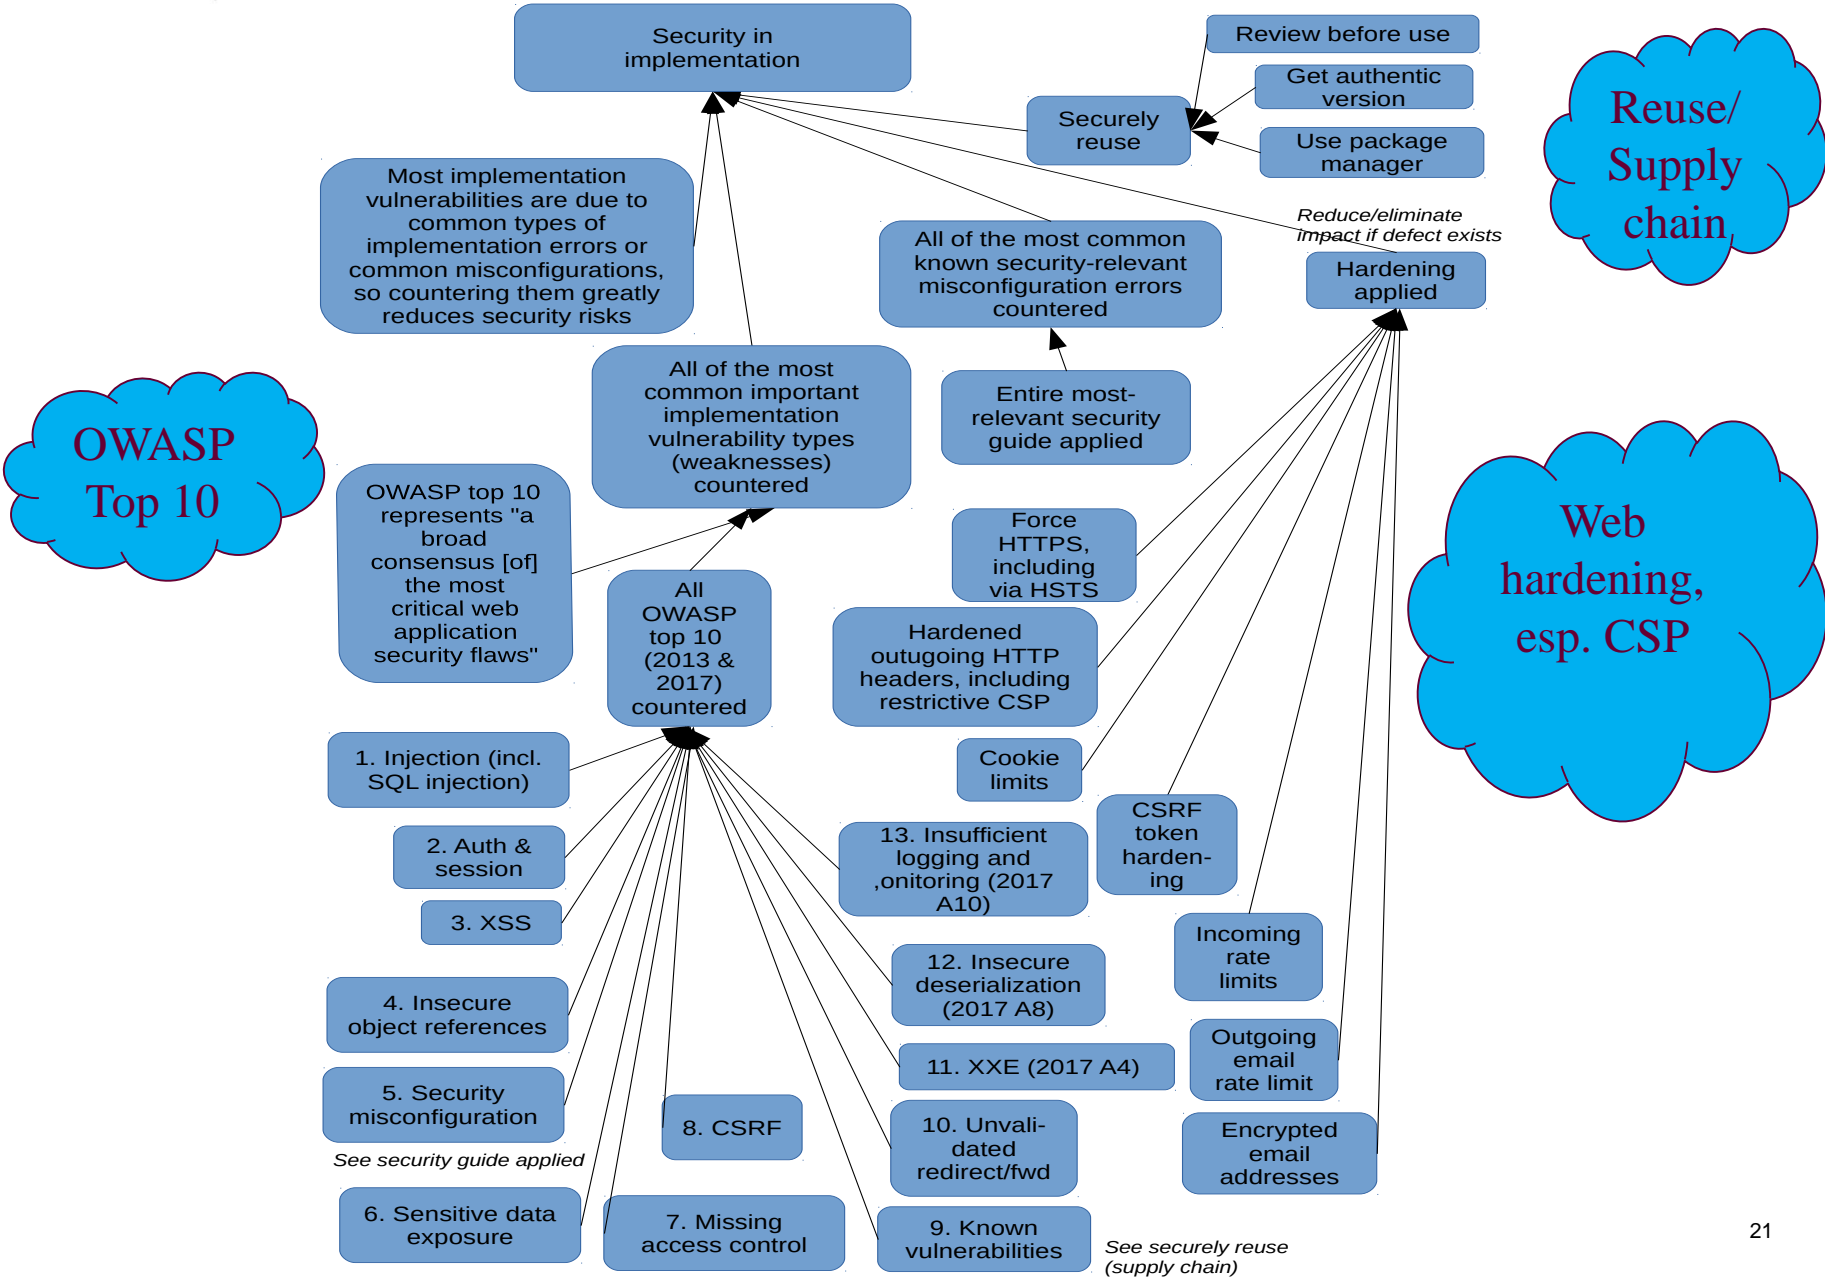 Security in
implementation
Review before use
Get authentic
version
Securely
reuse
Use package
manager
Reuse/
Supply
chain
Most implementation
vulnerabilities are due to
common types of
implementation errors or
common misconfigurations,
so countering them greatly
reduces security risks
All of the most common
known security-relevant
misconfiguration errors
countered
Reduce/eliminate
impact if defect exists
Hardening
applied
All of the most
common important
implementation
vulnerability types
(weaknesses)
countered
Entire most-
relevant security
guide applied
OWASP
Top 10
OWASP top 10
represents "a
broad
consensus [of]
the most
critical web
application
security flaws"
All
OWASP
top 10
(2013 &
2017)
countered
Force
HTTPS,
including
via HSTS
Hardened
outugoing HTTP
headers, including
restrictive CSP
Web
hardening,
esp. CSP
Cookie
limits
CSRF
token
harden-
ing
Incoming
rate
limits
Outgoing
email
rate limit
Encrypted
email
addresses
1. Injection (incl.
SQL injection)
2. Auth &
session
3. XSS
4. Insecure
object references
5. Security
misconfiguration
See security guide applied
6. Sensitive data
exposure
7. Missing
access control
8. CSRF
9. Known
vulnerabilities
See securely reuse
(supply chain)
10. Unvali-
dated
redirect/fwd
11. XXE (2017 A4)
12. Insecure
deserialization
(2017 A8)
13. Insufficient
logging and
,onitoring (2017
A10)
21